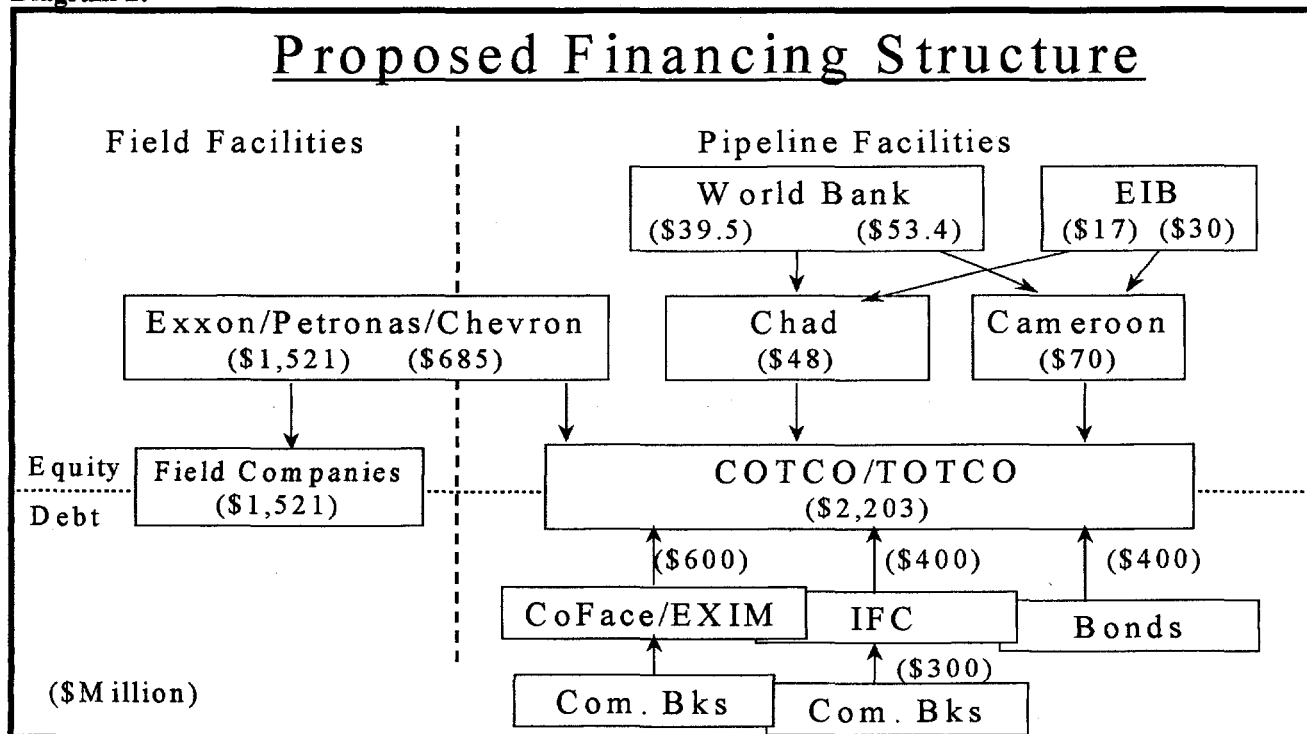 Proposed Financing Structure
Field Facilities
Pipeline Facilities
World Bank
($39.5) ($53.4)
EIB
($17) ($30)
Exxon/Petronas/Chevron
($1,521) ($685)
Chad
($48)
Cameroon
($70)
Equity
Debt
Field Companies
($1,521)
COTCO/TOTCO
($2,203)
($600)
($400)
($400)
CoFace/EXIM
IFC
Bonds
($300)
($Million)
Com. Bks
Com. Bks